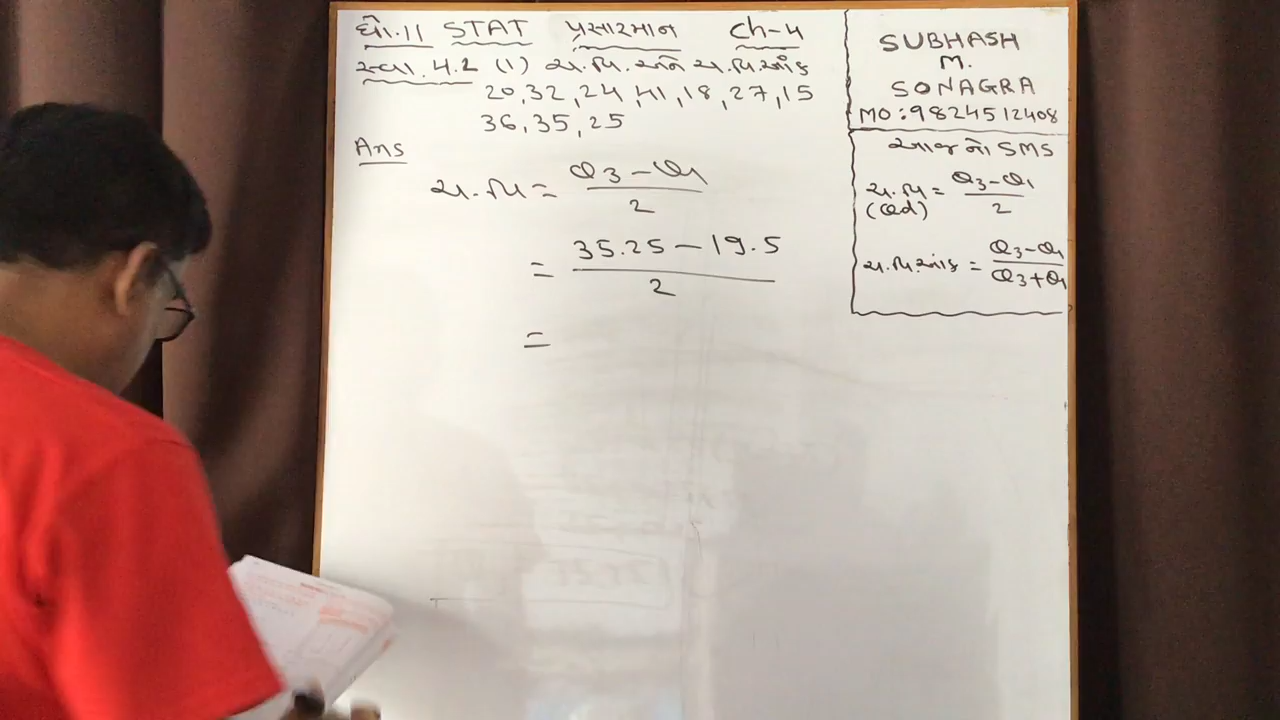 ધો.11 STAT પ્રસારમાન Ch-4
સ્વા. 4.2 (1) ચ.વિ. અને ચ.વિ.આંક
20, 32, 24, 41, 18, 27, 15
36, 35, 25
Ans
ચ.વિ = Q3 - Q1 / 2
= 35.25 - 19.5 / 2
=
SUBHASH
M.
SONAGRA
MO:9824512408
આજનો SMS
ચ.વિ = Q3-Q1 / 2
(Qd)
ચ.વિ.આંક = Q3-Q1 / Q3+Q1